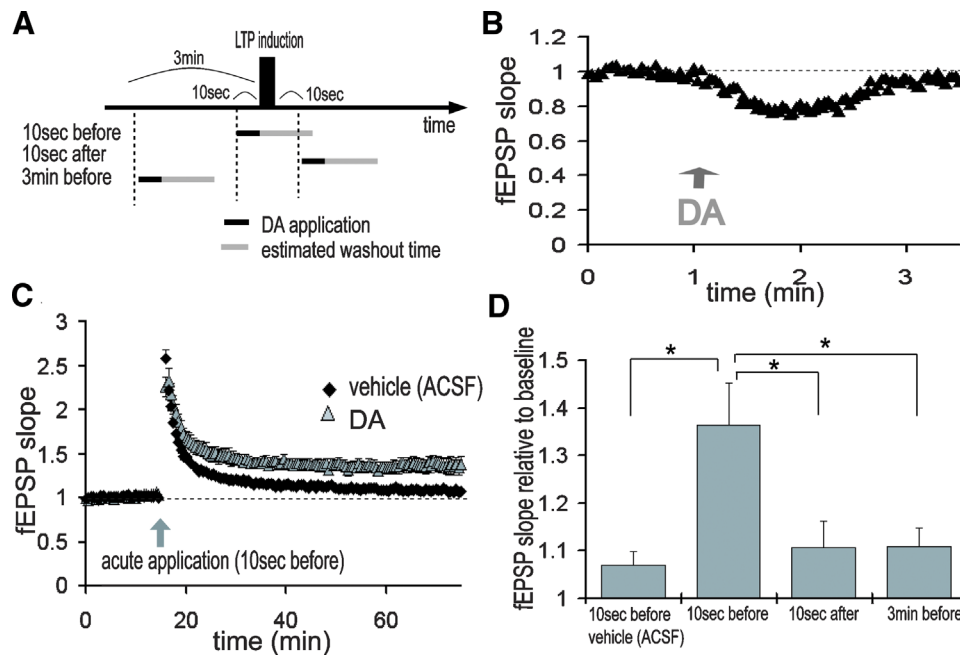 A
LTP induction
3min
10sec
10sec
time
10sec before
10sec after
3min before
DA application
estimated washout time
B
fEPSP slope
1.2
1
0.8
0.6
0.4
0.2
0
DA
0 1 2 3
time (min)
C
fEPSP slope
3
2.5
2
1.5
1
0.5
0
vehicle (ACSF)
DA
acute application (10sec before)
0 20 40 60
time (min)
D
fEPSP slope relative to baseline
1.5
1.4
1.3
1.2
1.1
1
*
*
*
10sec before
vehicle (ACSF)
10sec before
10sec after
3min before